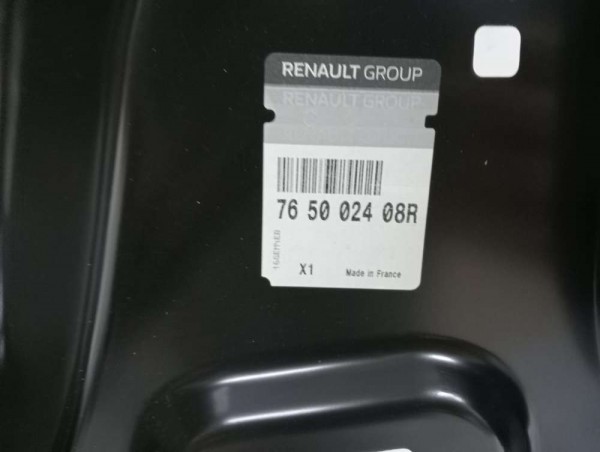 RENAULT GROUP
RENAULT GROUP
76 50 024 08R
X1 Made in France